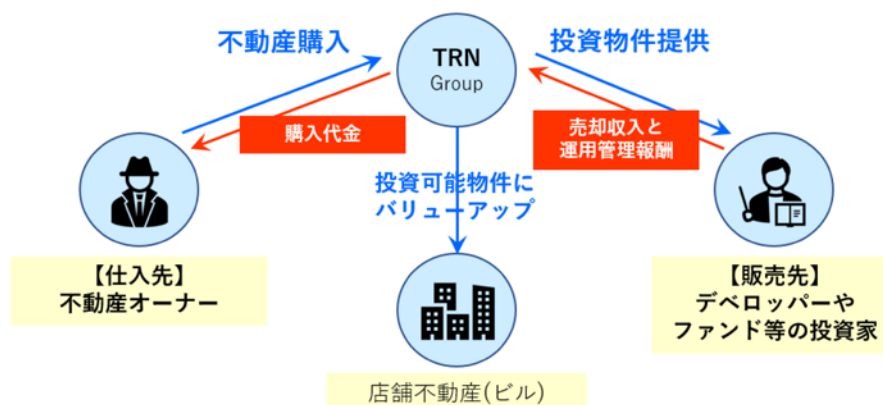 不動産購入
TRN
Group
投資物件提供
購入代金
売却収入と
運用管理報酬
投資可能物件に
バリューアップ
【仕入先】
不動産オーナー
【販売先】
デベロッパーや
ファンド等の投資家
店舗不動産(ビル)